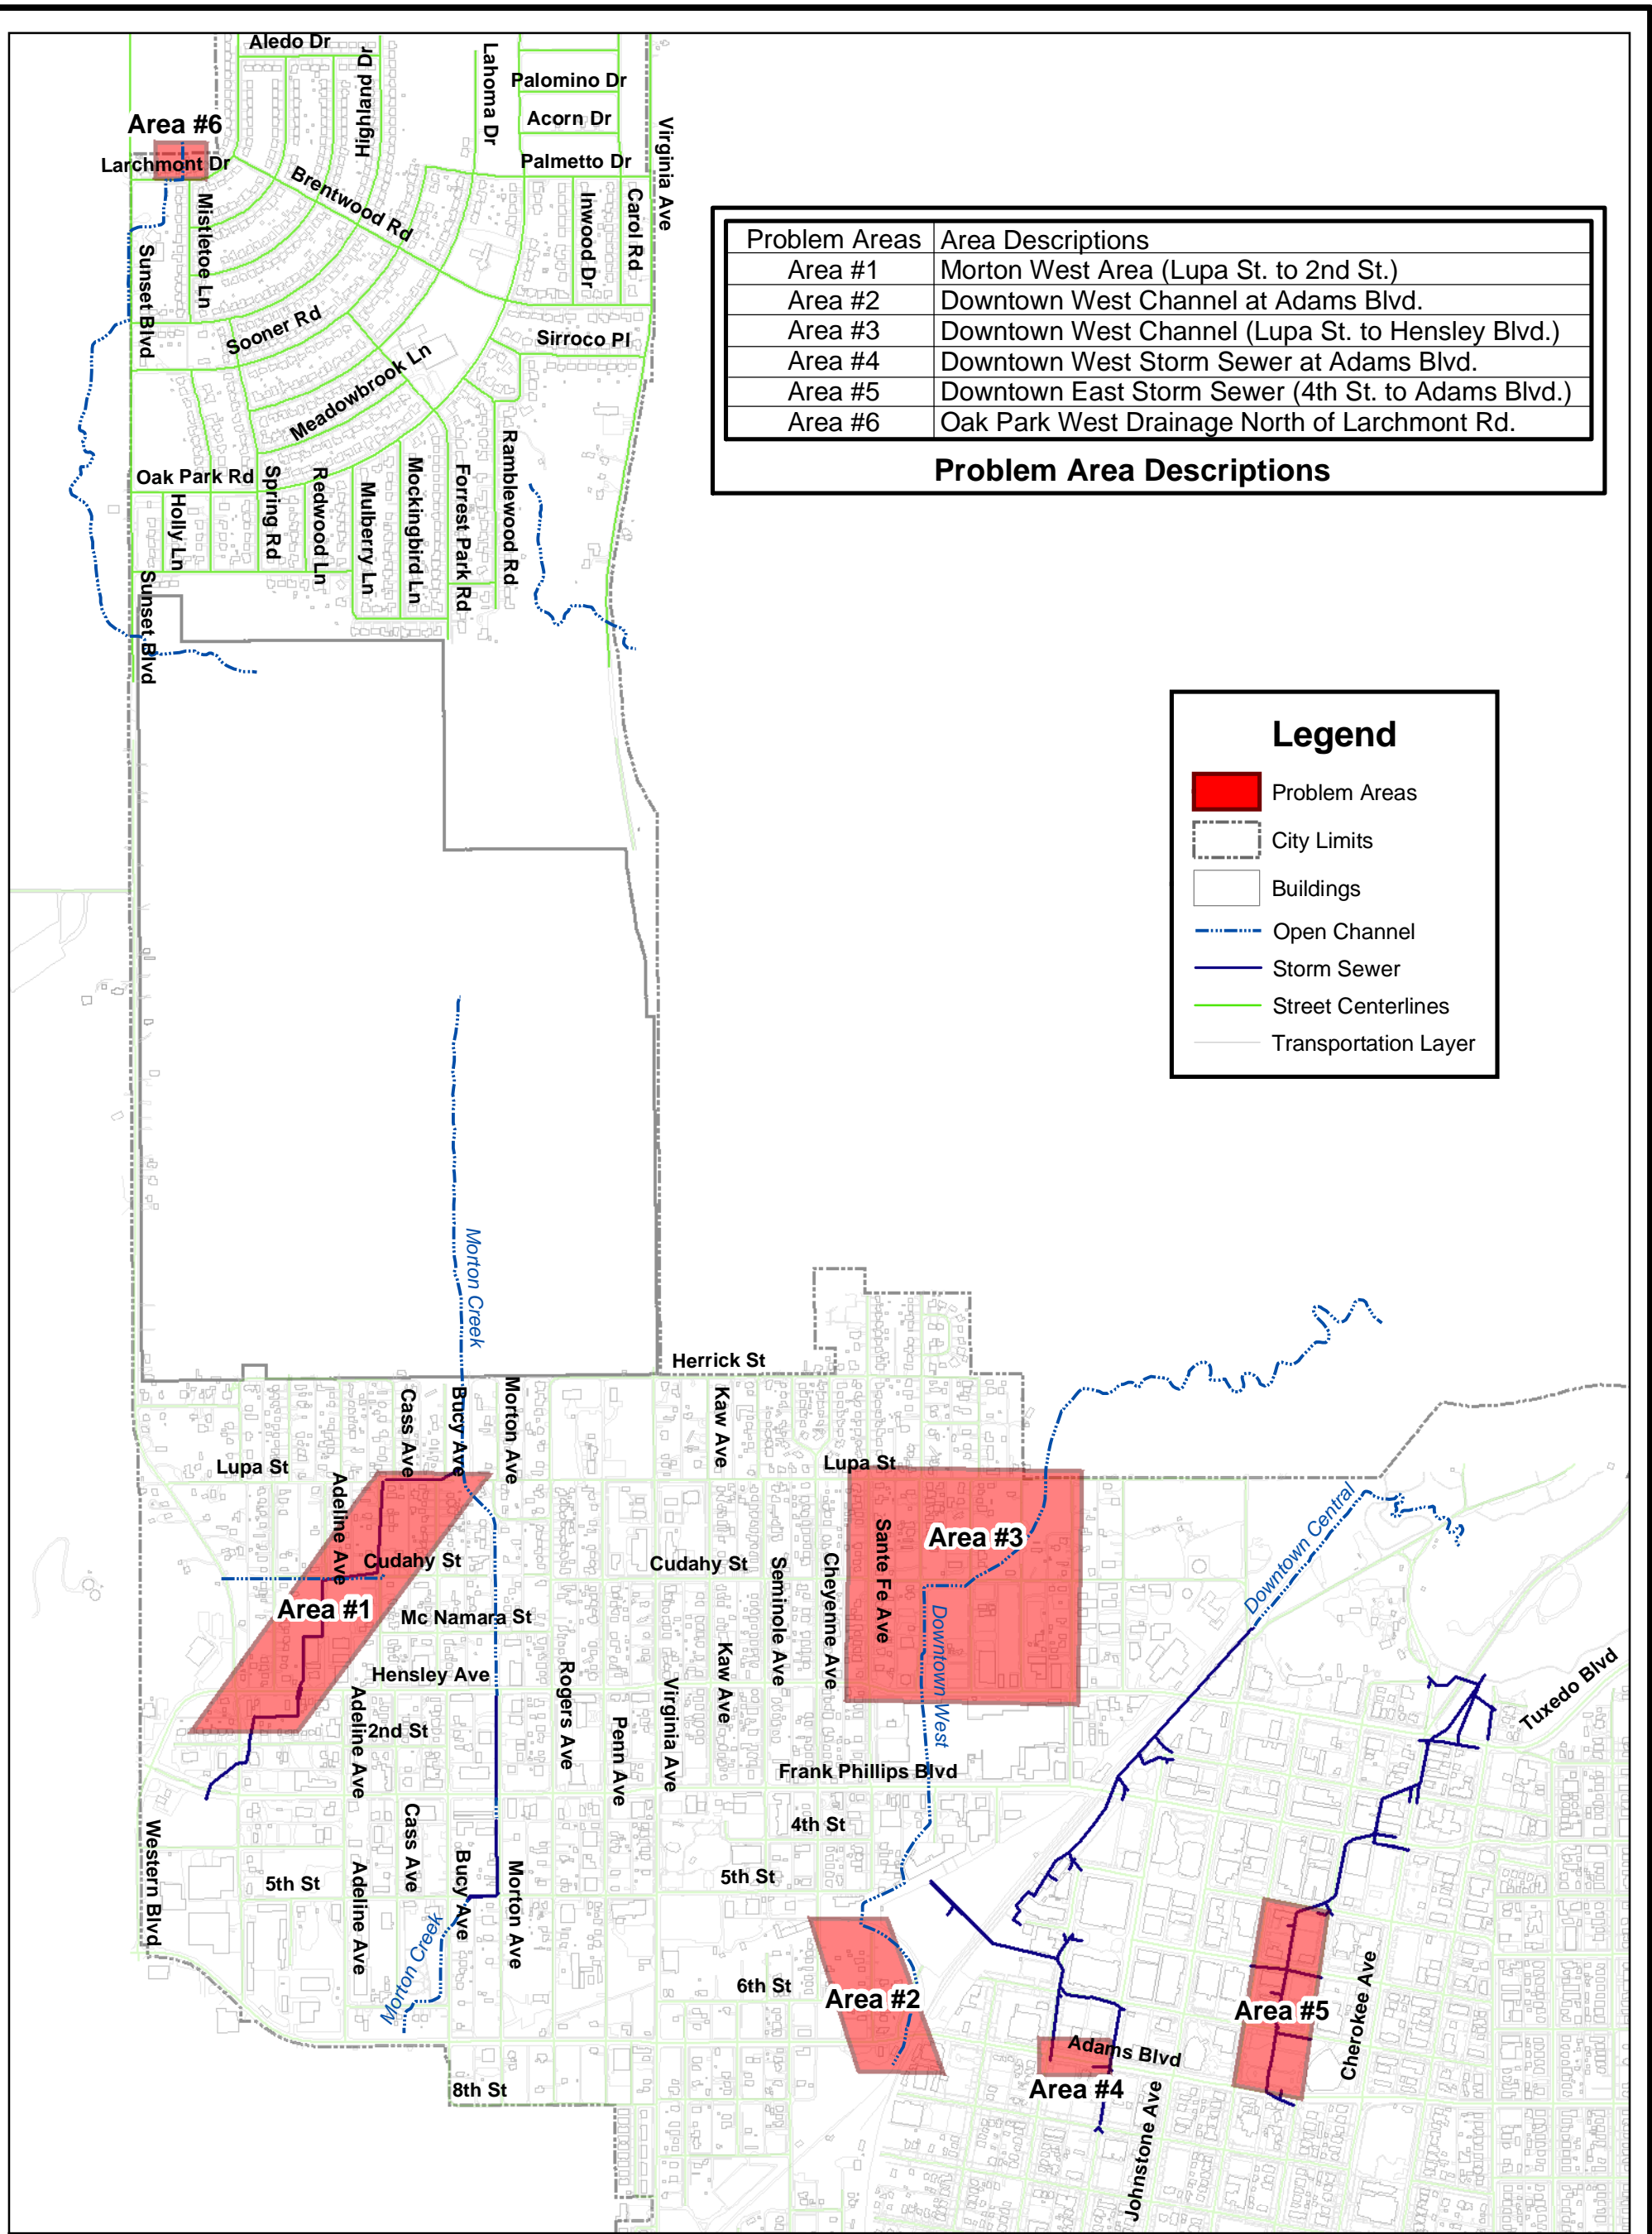 Aledo Dr
Highland Dr
Lahoma Dr
Palomino Dr
Acorn Dr
Palmetto Dr
Virginia Ave
Area #6
Larchmont Dr
Brentwood Rd
Mistletoe Ln
Inwood Dr
Carol Rd
Sunset Blvd
Sooner Rd
Sirroco Pl
Meadowbrook Ln
Oak Park Rd
Holly Ln
Spring Rd
Redwood Ln
Mulberry Ln
Mockingbird Ln
Forrest Park Rd
Ramblewood Rd
Sunset Blvd
Problem Areas Area Descriptions
Area #1 Morton West Area (Lupa St. to 2nd St.)
Area #2 Downtown West Channel at Adams Blvd.
Area #3 Downtown West Channel (Lupa St. to Hensley Blvd.)
Area #4 Downtown West Storm Sewer at Adams Blvd.
Area #5 Downtown East Storm Sewer (4th St. to Adams Blvd.)
Area #6 Oak Park West Drainage North of Larchmont Rd.
Problem Area Descriptions
Legend
Problem Areas
City Limits
Buildings
Open Channel
Storm Sewer
Street Centerlines
Transportation Layer
Morton Creek
Herrick St
Cass Ave
Bucy Ave
Morton Ave
Kaw Ave
Lupa St
Lupa St
Adeline Ave
Sante Fe Ave
Area #3
Downtown Central
Cudahy St
Cudahy St
Seminole Ave
Cheyenne Ave
Area #1
Mc Namara St
Downtown West
Hensley Ave
Rogers Ave
Kaw Ave
Virginia Ave
Penn Ave
Adeline Ave
2nd St
Tuxedo Blvd
Frank Phillips Blvd
4th St
Western Blvd
Cass Ave
Bucy Ave
Morton Ave
Adeline Ave
5th St
5th St
Morton Creek
6th St
Area #2
Area #5
Cherokee Ave
Adams Blvd
Area #4
8th St
Johnstone Ave